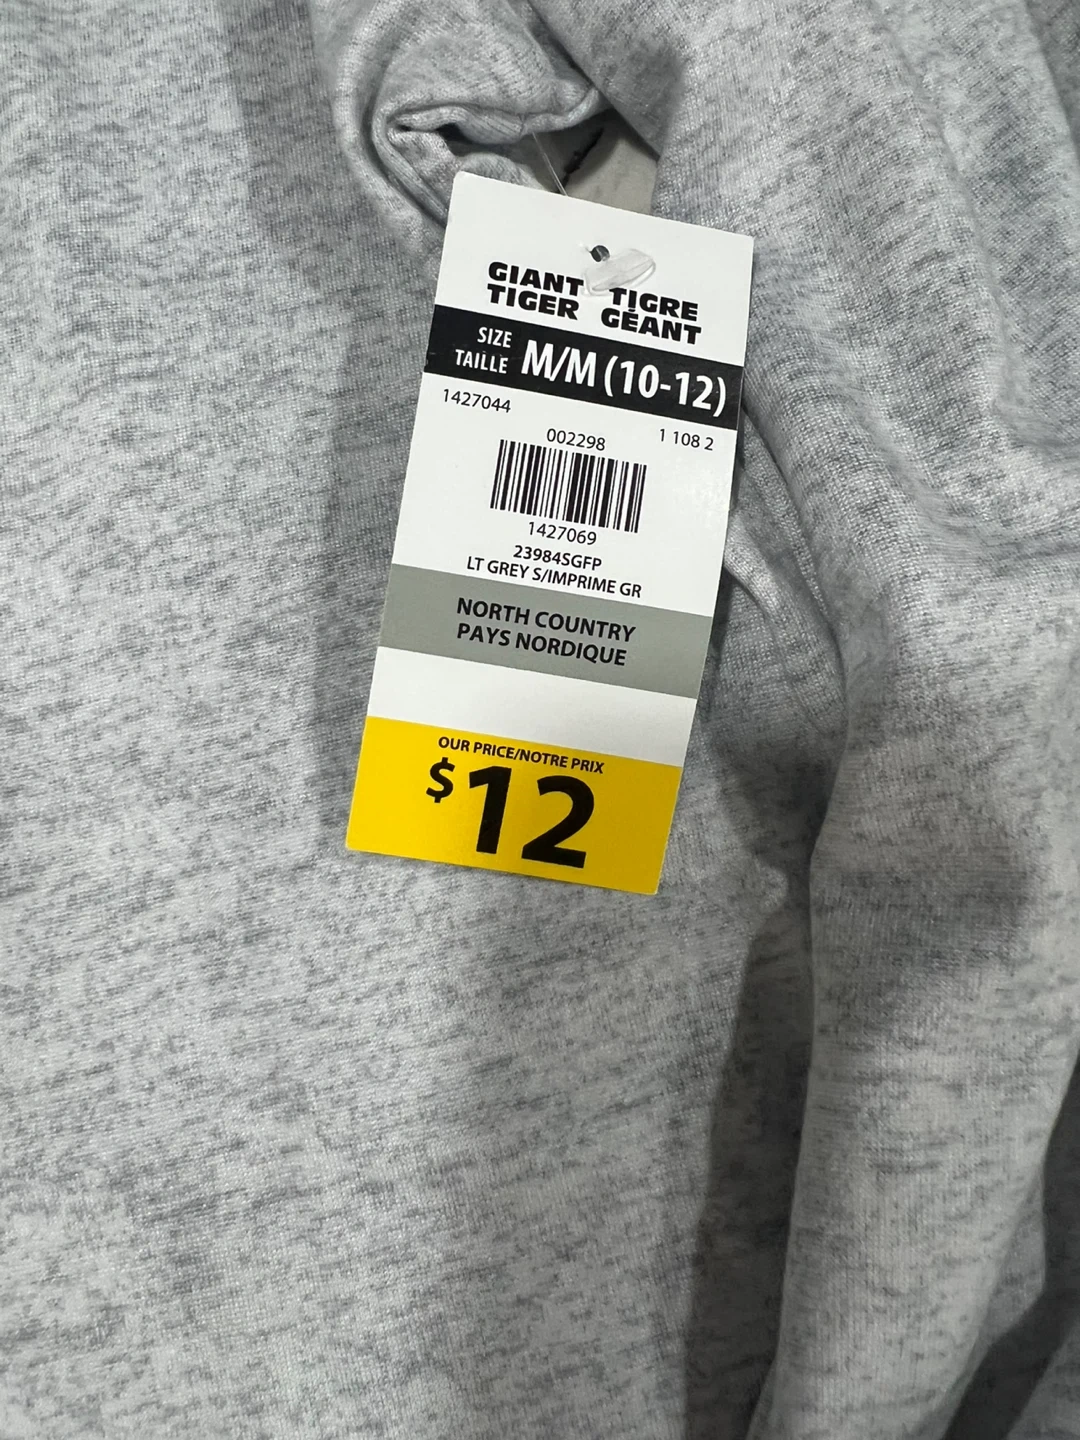 GIANT TIGRE
TIGER GÉANT
SIZE
TAILLE M/M (10-12)
1427044
002298 1 108 2
1427069
23984SGFP
LT GREY S/IMPRIME GR
NORTH COUNTRY
PAYS NORDIQUE
OUR PRICE/NOTRE PRIX
$12